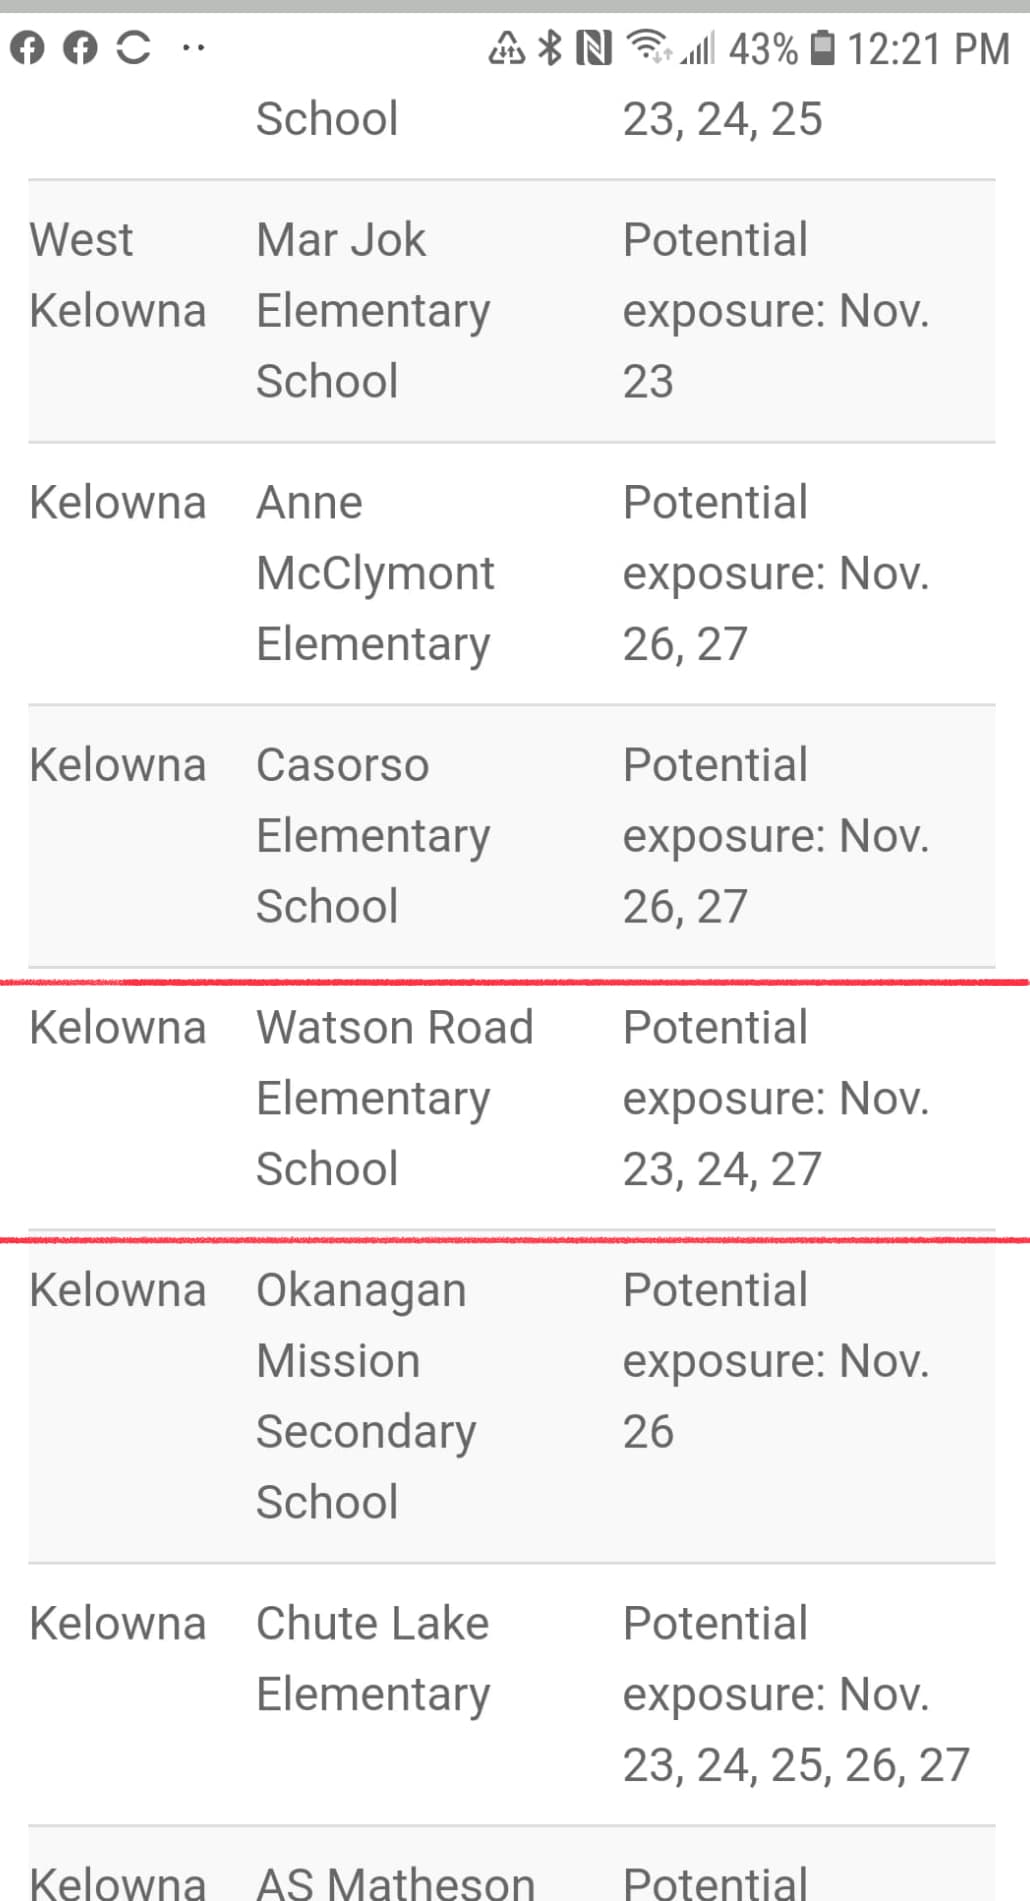 43% 12:21 PM
School 23, 24, 25
West Mar Jok Potential
Kelowna Elementary exposure: Nov.
School 23
Kelowna Anne Potential
McClymont exposure: Nov.
Elementary 26, 27
Kelowna Casorso Potential
Elementary exposure: Nov.
School 26, 27
Kelowna Watson Road Potential
Elementary exposure: Nov.
School 23, 24, 27
Kelowna Okanagan Potential
Mission exposure: Nov.
Secondary 26
School
Kelowna Chute Lake Potential
Elementary exposure: Nov.
23, 24, 25, 26, 27
Kelowna AS Matheson Potential